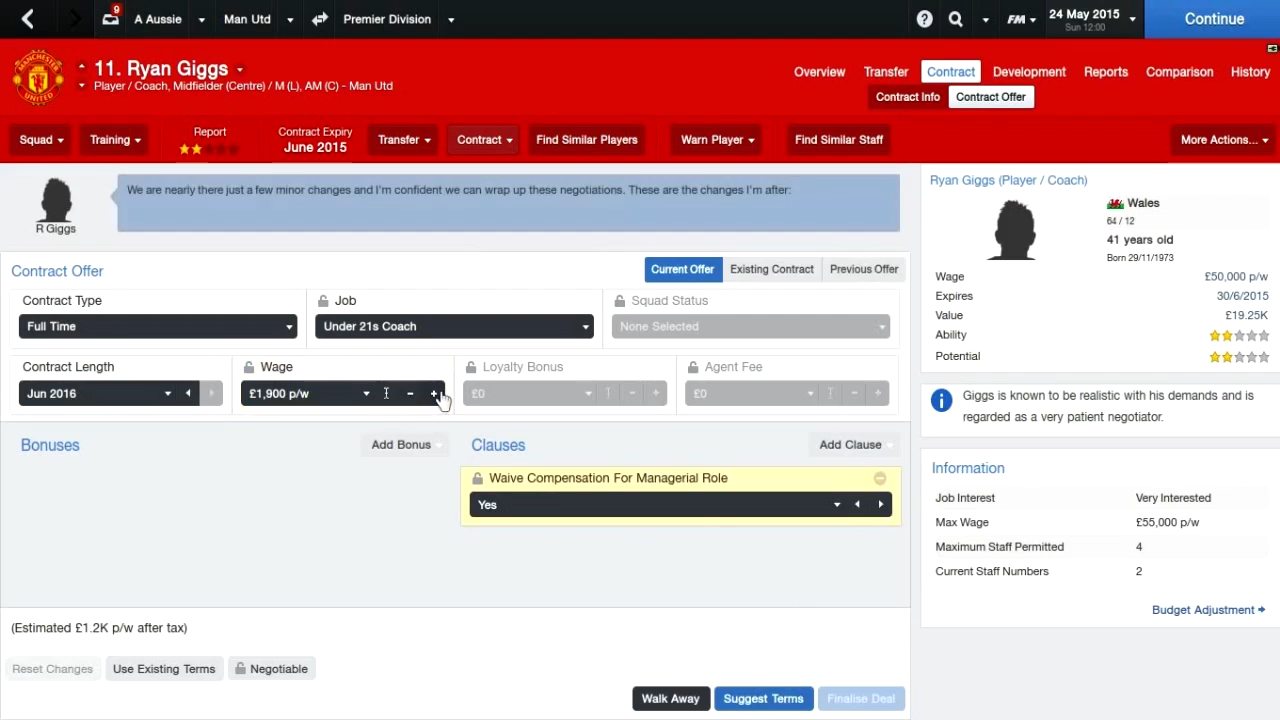 9
A Aussie
Man Utd
Premier Division
FM
24 May 2015
Sun 12:00
Continue
MANCHESTER
UNITED
11. Ryan Giggs
Player / Coach, Midfielder (Centre) / M (L), AM (C) - Man Utd
Overview
Transfer
Contract
Development
Reports
Comparison
History
Contract Info
Contract Offer
Squad
Training
Report
Contract Expiry
June 2015
Transfer
Contract
Find Similar Players
Warn Player
Find Similar Staff
More Actions...
R Giggs
We are nearly there just a few minor changes and I'm confident we can wrap up these negotiations. These are the changes I'm after:
Ryan Giggs (Player / Coach)
Wales
64 / 12
41 years old
Born 29/11/1973
Wage £50,000 p/w
Expires 30/6/2015
Value £19.25K
Ability
Potential
Contract Offer
Current Offer
Existing Contract
Previous Offer
Contract Type
Full Time
Job
Under 21s Coach
Squad Status
None Selected
Contract Length
Jun 2016
Wage
£1,900 p/w
Loyalty Bonus
£0
Agent Fee
£0
Giggs is known to be realistic with his demands and is
regarded as a very patient negotiator.
Bonuses
Add Bonus
Clauses
Add Clause
Waive Compensation For Managerial Role
Yes
Information
Job Interest Very Interested
Max Wage £55,000 p/w
Maximum Staff Permitted 4
Current Staff Numbers 2
Budget Adjustment
(Estimated £1.2K p/w after tax)
Reset Changes
Use Existing Terms
Negotiable
Walk Away
Suggest Terms
Finalise Deal